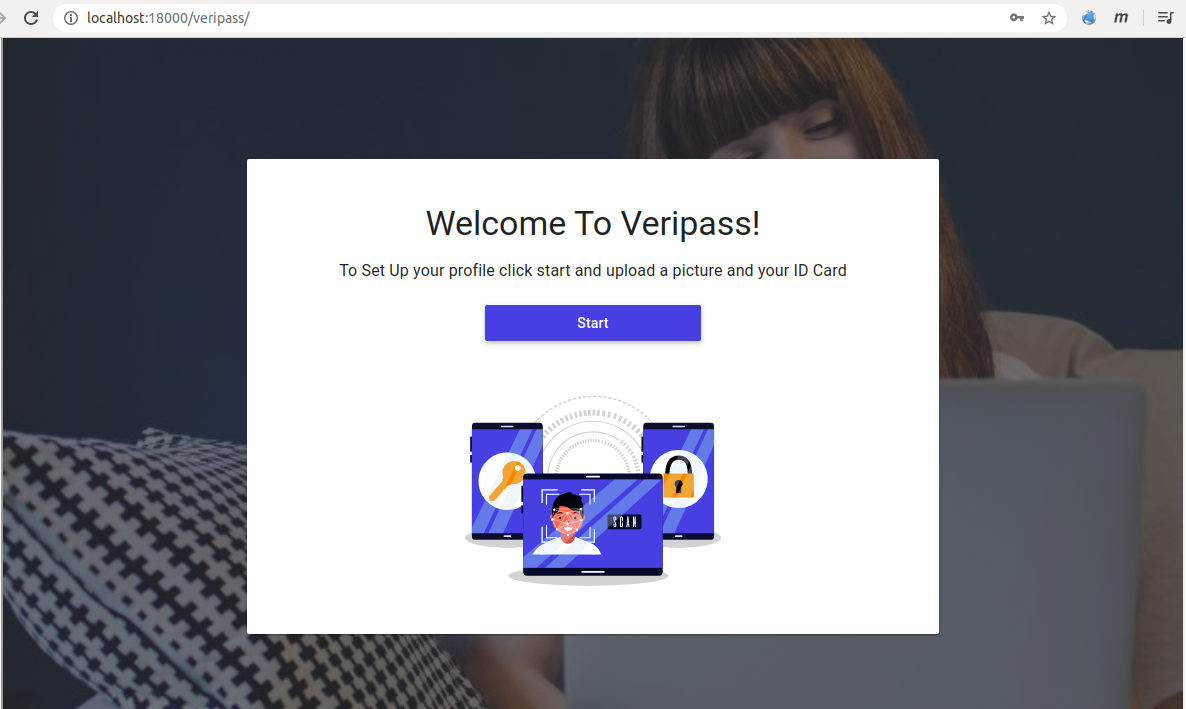 localhost:18000/veripass/
m
Welcome To Veripass!
To Set Up your profile click start and upload a picture and your ID Card
Start
SCAN